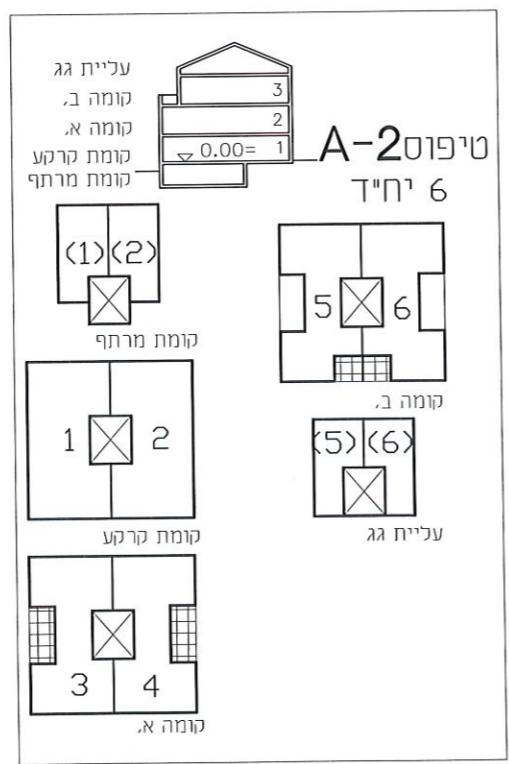 עליית גג
קומה ב,
קומה א,
קומת קרקע
קומת מרתף
3
2
0.00= 1
טיפוס A-2
6 יח"ד
(1) (2)
קומת מרתף
5 6
קומה ב,
1 2
קומת קרקע
(5) (6)
עליית גג
3 4
קומה א,